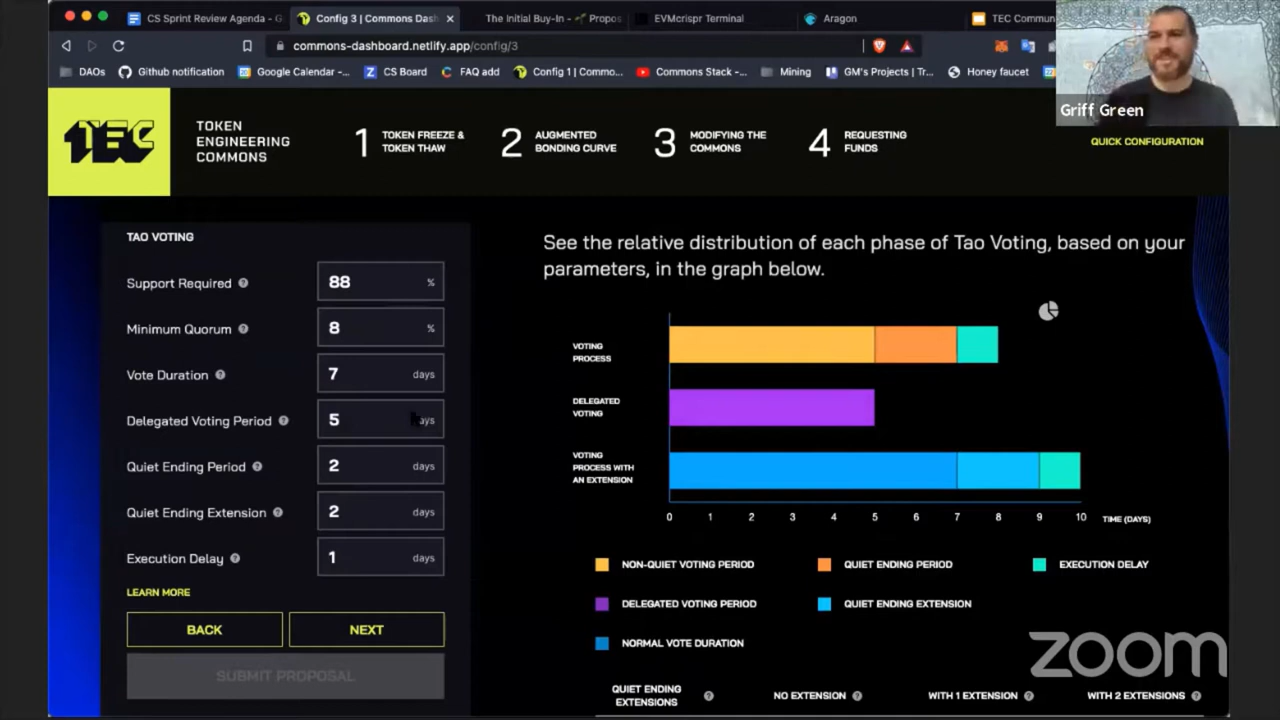 CS Sprint Review Agenda - G
Config 3 | Commons Dash
The Initial Buy-In - 🌱 Propos
EVMcrispr Terminal
Aragon
TEC Commun
commons-dashboard.netlify.app/config/3
DAOs
Github notification
Google Calendar -...
CS Board
FAQ add
Config 1 | Commo...
Commons Stack -...
Mining
GM's Projects | Tr...
Honey faucet
Griff Green
TEC
TOKEN
ENGINEERING
COMMONS
1 TOKEN FREEZE &
TOKEN THAW
2 AUGMENTED
BONDING CURVE
3 MODIFYING THE
COMMONS
4 REQUESTING
FUNDS
QUICK CONFIGURATION
TAO VOTING
Support Required 88 %
Minimum Quorum 8 %
Vote Duration 7 days
Delegated Voting Period 5 days
Quiet Ending Period 2 days
Quiet Ending Extension 2 days
Execution Delay 1 days
LEARN MORE
BACK
NEXT
SUBMIT PROPOSAL
See the relative distribution of each phase of Tao Voting, based on your
parameters, in the graph below.
VOTING
PROCESS
DELEGATED
VOTING
VOTING
PROCESS WITH
AN EXTENSION
0 1 2 3 4 5 6 7 8 9 10 TIME (DAYS)
NON-QUIET VOTING PERIOD
QUIET ENDING PERIOD
EXECUTION DELAY
DELEGATED VOTING PERIOD
QUIET ENDING EXTENSION
NORMAL VOTE DURATION
QUIET ENDING
EXTENSIONS
NO EXTENSION
WITH 1 EXTENSION
WITH 2 EXTENSIONS
zoom